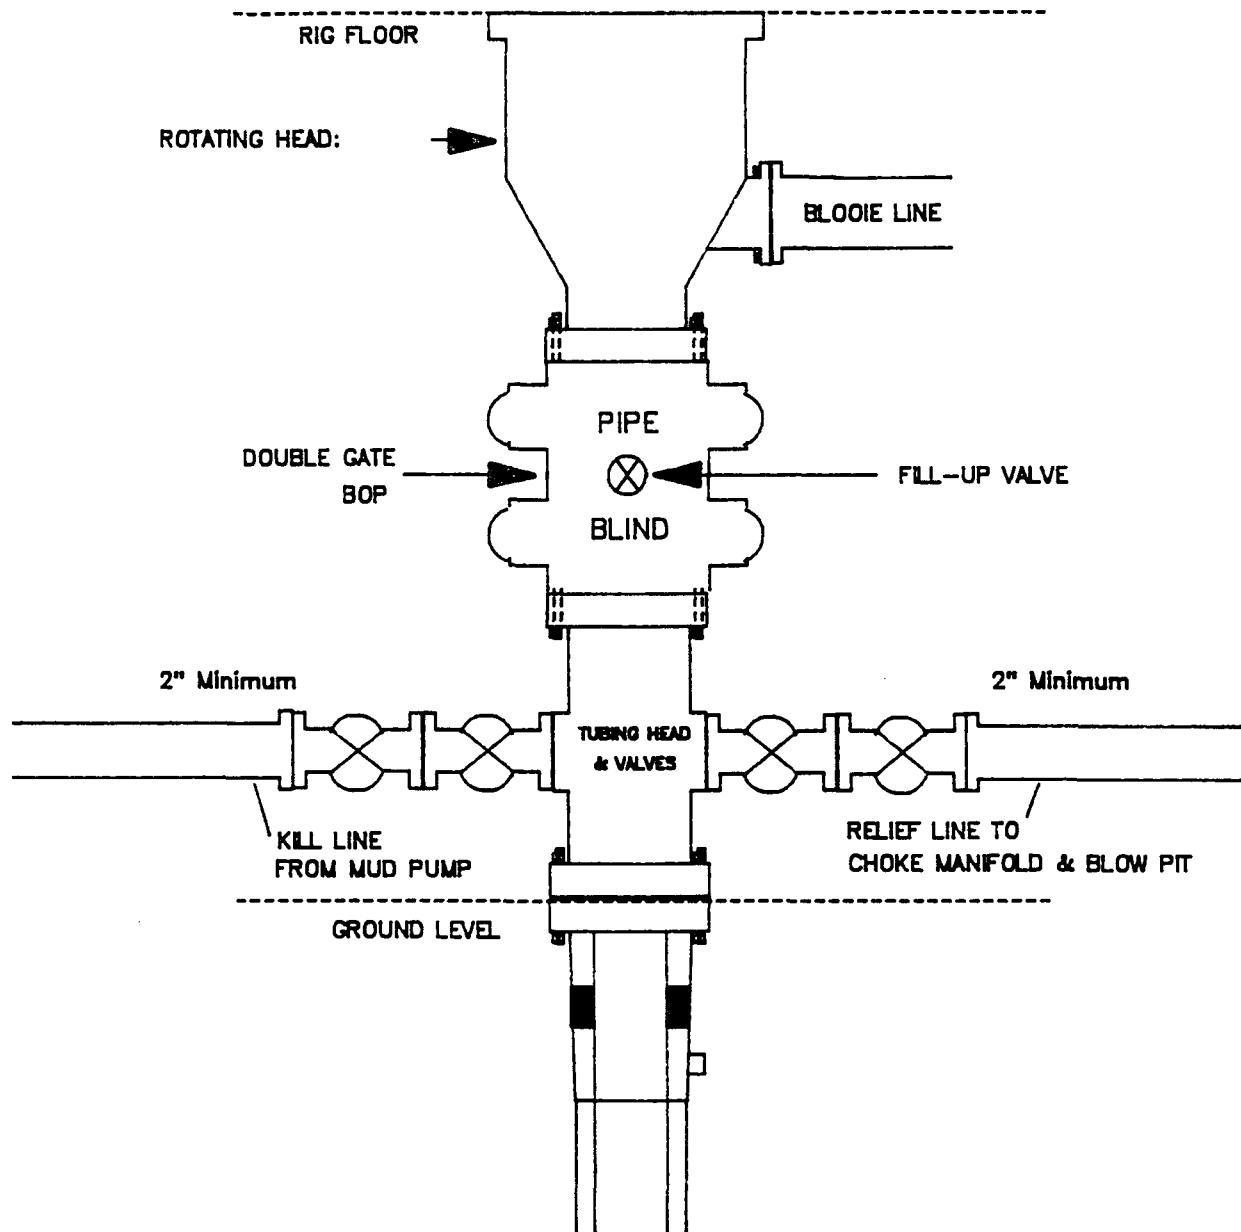 RIG FLOOR
ROTATING HEAD:
BLOOIE LINE
PIPE
DOUBLE GATE
BOP
FILL-UP VALVE
BLIND
2" Minimum
2" Minimum
TUBING HEAD
& VALVES
KILL LINE
FROM MUD PUMP
RELIEF LINE TO
CHOKE MANIFOLD & BLOW PIT
GROUND LEVEL